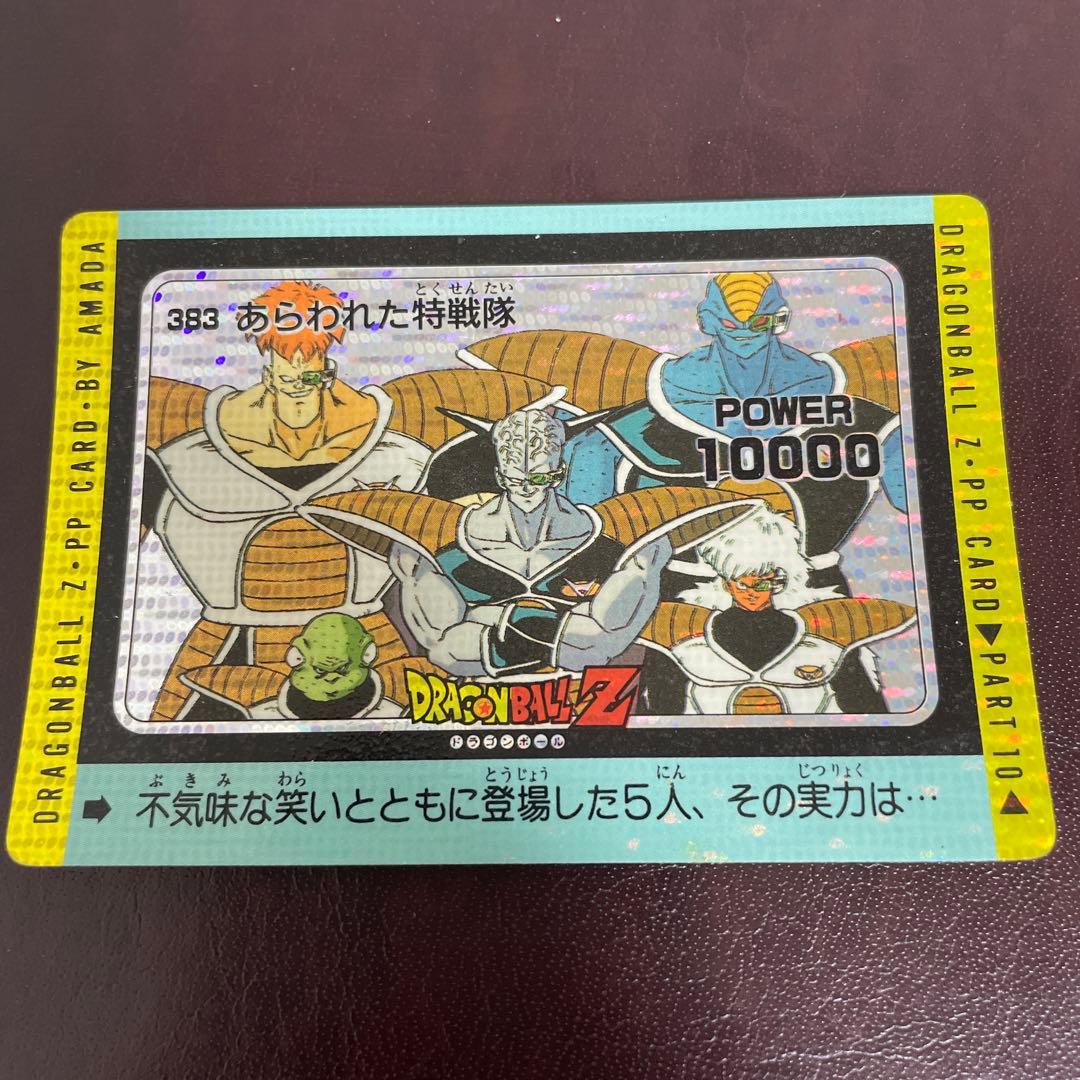 DRAGONBALL Z・PP CARD・BY AMADA
とくせんたい
383 あらわれた特戦隊
POWER
10000
DRAGONBALL Z
ドラゴンボール
ぶきみ わら とうじょう にん じつりょく
➡ 不気味な笑いとともに登場した5人、その実力は…
DRAGONBALL Z・PP CARD▶PART 10◀